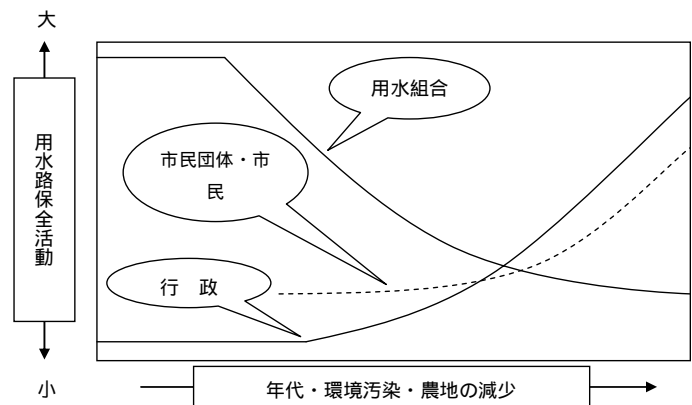 大
用水路保全活動
小
用水組合
市民団体・市
民
行　政
年代・環境汚染・農地の減少